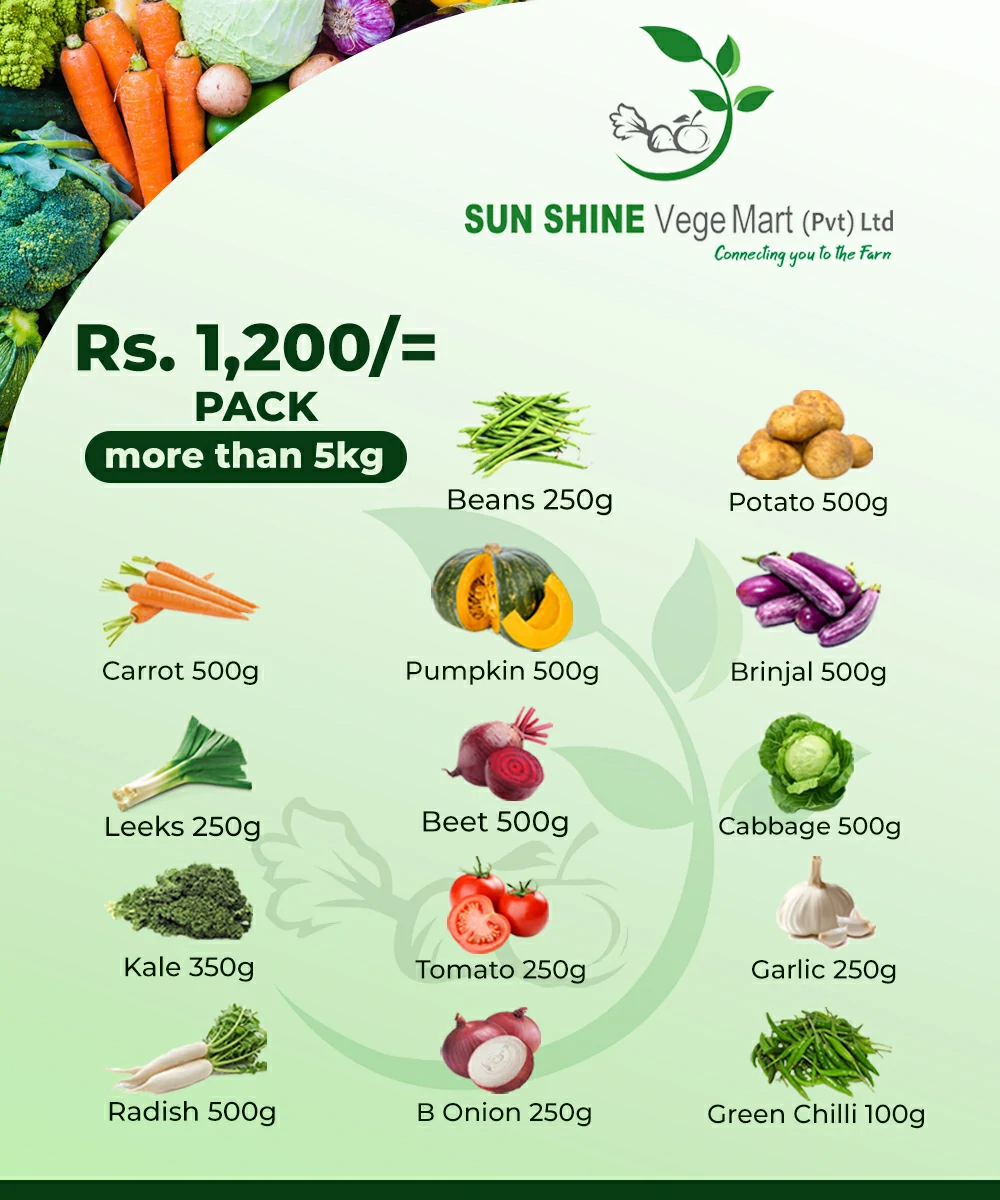 SUN SHINE Vege Mart (Pvt) Ltd
Connecting you to the Farn
Rs. 1,200/=
PACK
more than 5kg
Beans 250g
Potato 500g
Carrot 500g
Pumpkin 500g
Brinjal 500g
Leeks 250g
Beet 500g
Cabbage 500g
Kale 350g
Tomato 250g
Garlic 250g
Radish 500g
B Onion 250g
Green Chilli 100g